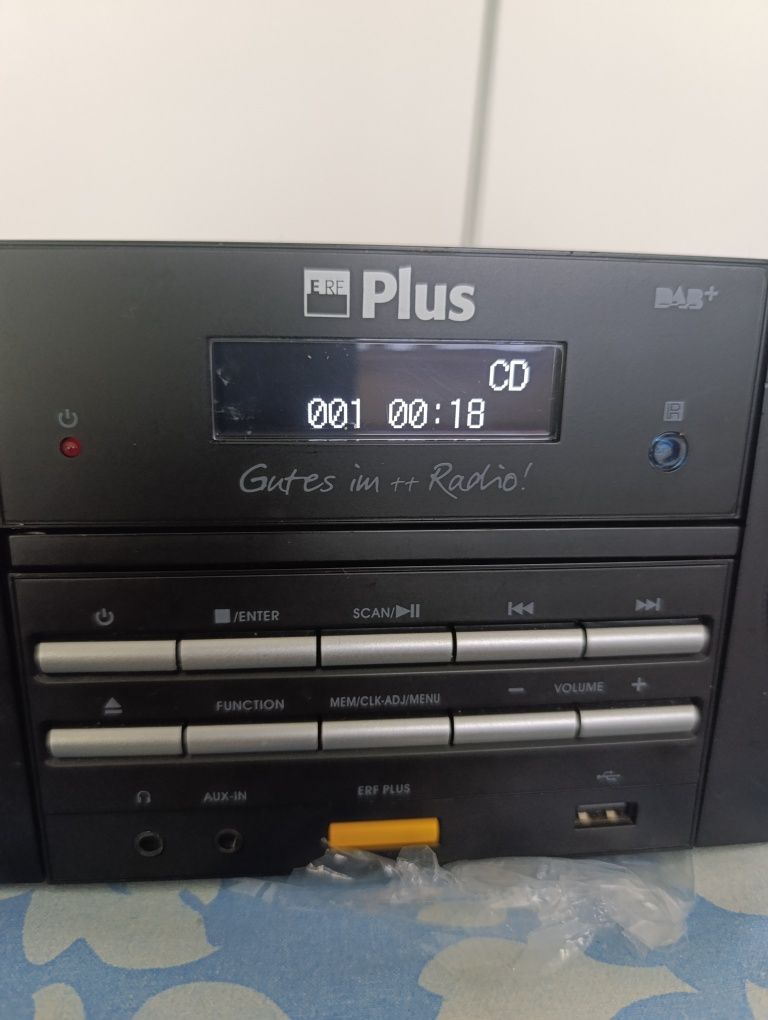 ERF Plus
DAB+
CD
001 00:18
R
Gutes im ++ Radio!
/ENTER
SCAN/
FUNCTION
MEM/CLK-ADJ/MENU
- VOLUME +
AUX-IN
ERF PLUS